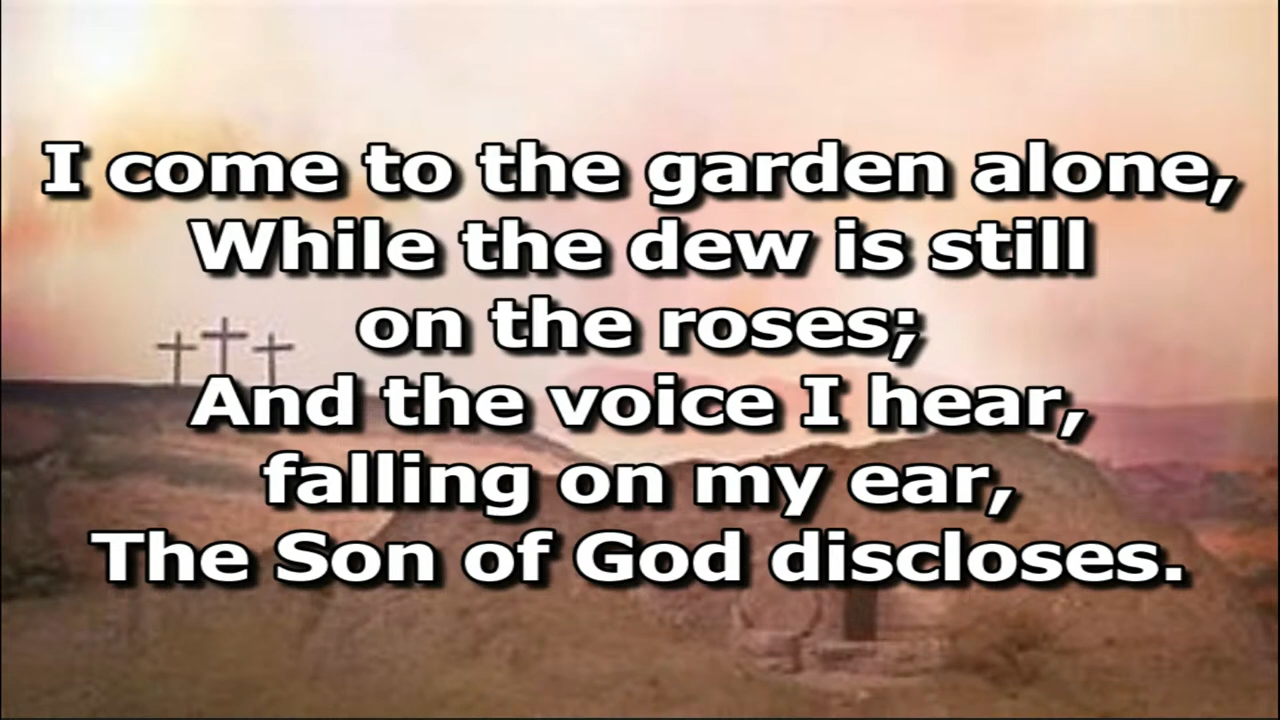 I come to the garden alone,
While the dew is still
on the roses;
And the voice I hear,
falling on my ear,
The Son of God discloses.